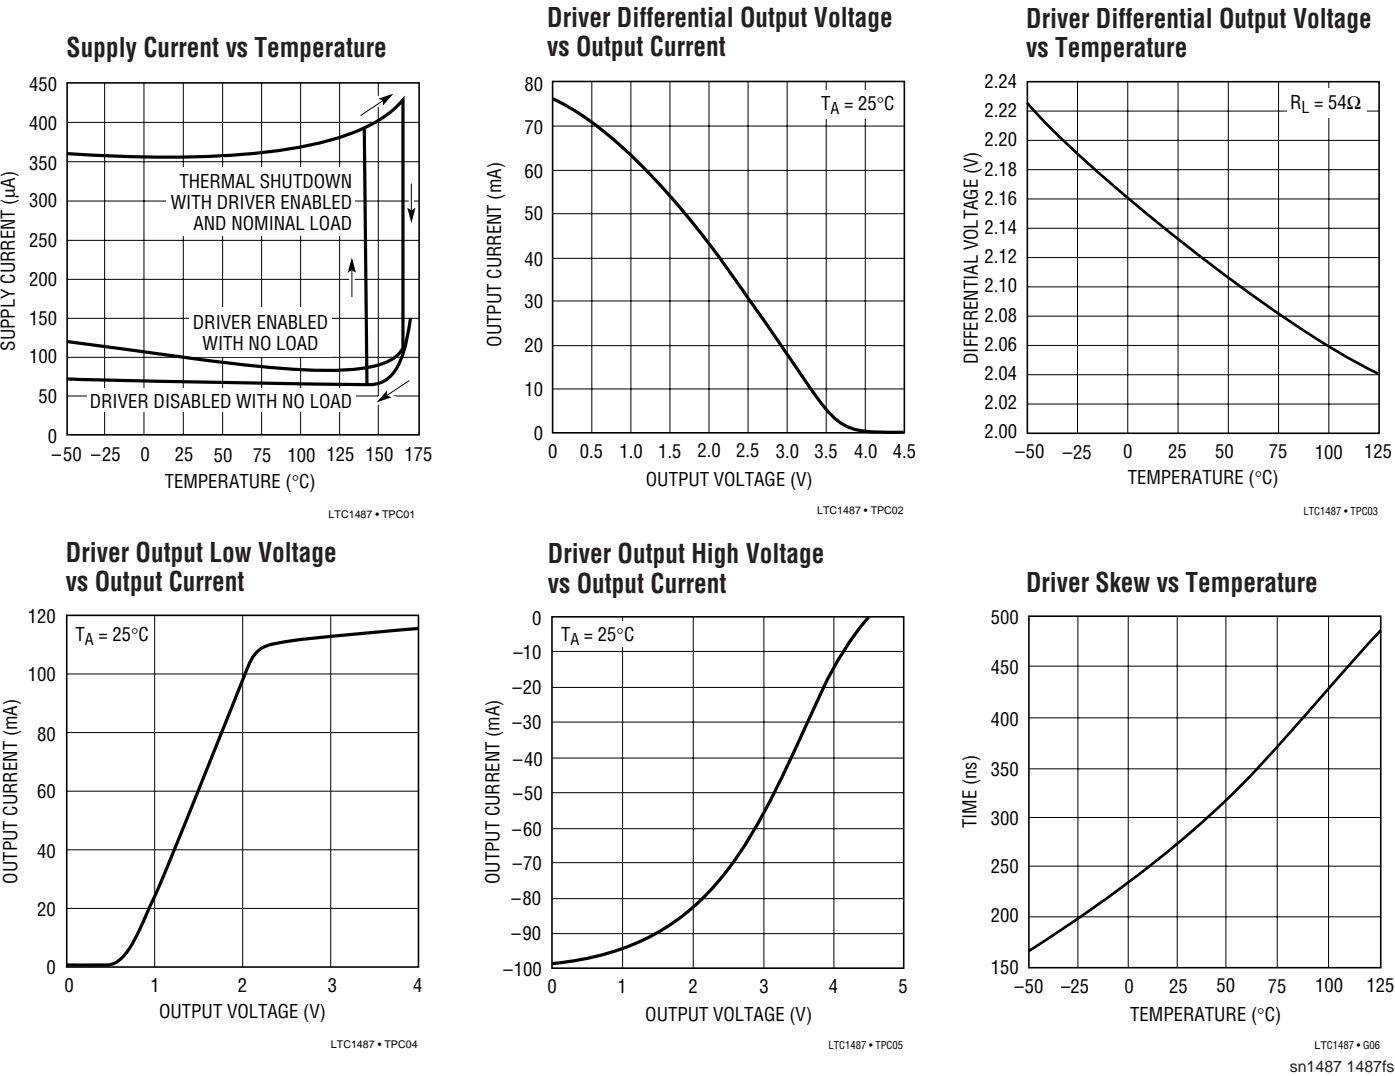 Supply Current vs Temperature
450
400
350
300
250
200
150
100
50
0
SUPPLY CURRENT (µA)
THERMAL SHUTDOWN
WITH DRIVER ENABLED
AND NOMINAL LOAD
DRIVER ENABLED
WITH NO LOAD
DRIVER DISABLED WITH NO LOAD
–50 –25 0 25 50 75 100 125 150 175
TEMPERATURE (°C)
LTC1487 • TPC01
Driver Differential Output Voltage
vs Output Current
80
70
60
50
40
30
20
10
0
OUTPUT CURRENT (mA)
TA = 25°C
0 0.5 1.0 1.5 2.0 2.5 3.0 3.5 4.0 4.5
OUTPUT VOLTAGE (V)
LTC1487 • TPC02
Driver Differential Output Voltage
vs Temperature
2.24
2.22
2.20
2.18
2.16
2.14
2.12
2.10
2.08
2.06
2.04
2.02
2.00
DIFFERENTIAL VOLTAGE (V)
RL = 54Ω
–50 –25 0 25 50 75 100 125
TEMPERATURE (°C)
LTC1487 • TPC03
Driver Output Low Voltage
vs Output Current
120
100
80
60
40
20
0
OUTPUT CURRENT (mA)
TA = 25°C
0 1 2 3 4
OUTPUT VOLTAGE (V)
LTC1487 • TPC04
Driver Output High Voltage
vs Output Current
0
–10
–20
–30
–40
–50
–60
–70
–80
–90
–100
OUTPUT CURRENT (mA)
TA = 25°C
0 1 2 3 4 5
OUTPUT VOLTAGE (V)
LTC1487 • TPC05
Driver Skew vs Temperature
500
450
400
350
300
250
200
150
TIME (ns)
–50 –25 0 25 50 75 100 125
TEMPERATURE (°C)
LTC1487 • G06
sn1487 1487fs